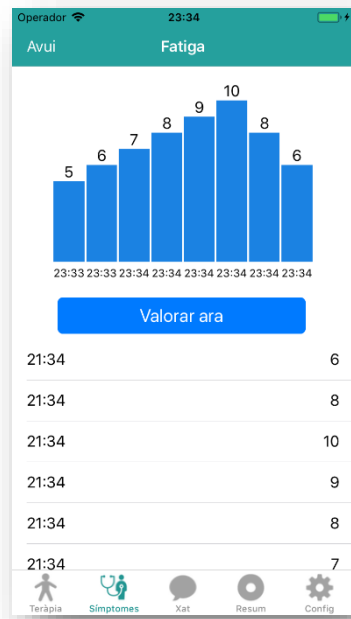 Operador 23:34
Avui Fatiga
10
9
8 8
7
6 6
5
23:33 23:33 23:34 23:34 23:34 23:34 23:34 23:34
Valorar ara
21:34 6
21:34 8
21:34 10
21:34 9
21:34 8
21:34 7
Teràpia Símptomes Xat Resum Config